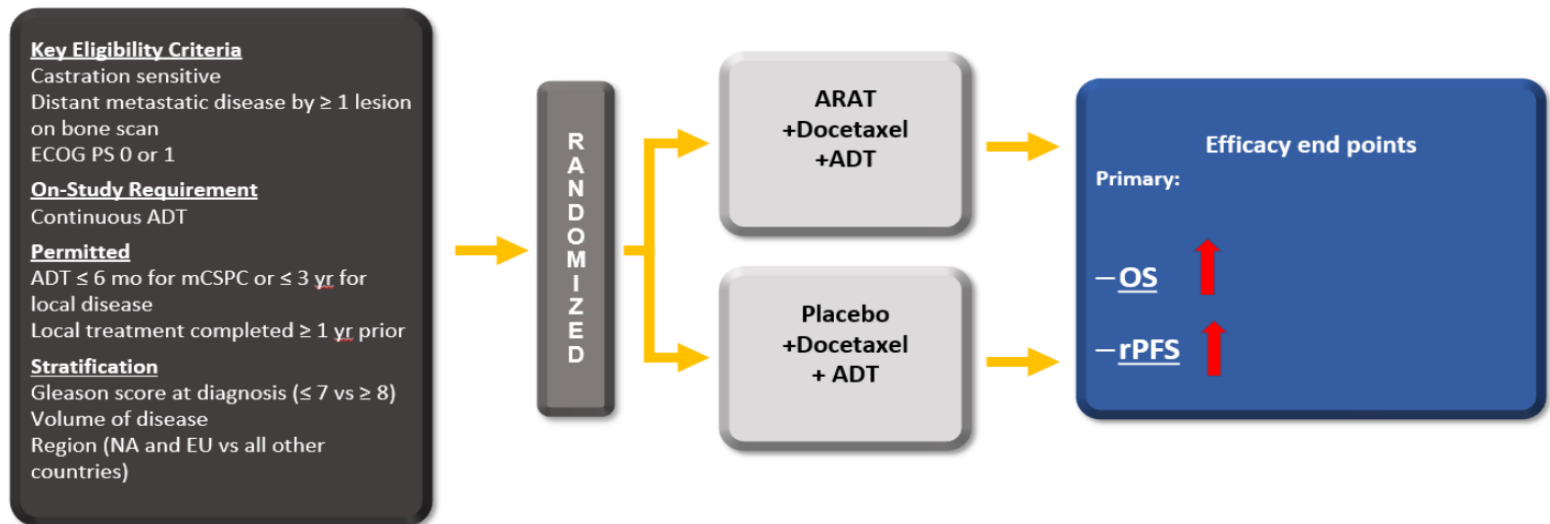 Key Eligibility Criteria
Castration sensitive
Distant metastatic disease by ≥ 1 lesion
on bone scan
ECOG PS 0 or 1
On-Study Requirement
Continuous ADT
Permitted
ADT ≤ 6 mo for mCSPC or ≤ 3 yr for
local disease
Local treatment completed ≥ 1 yr prior
Stratification
Gleason score at diagnosis (≤ 7 vs ≥ 8)
Volume of disease
Region (NA and EU vs all other
countries)
RANDOMIZED
ARAT
+Docetaxel
+ADT
Placebo
+Docetaxel
+ ADT
Efficacy end points
Primary:
–OS
–rPFS